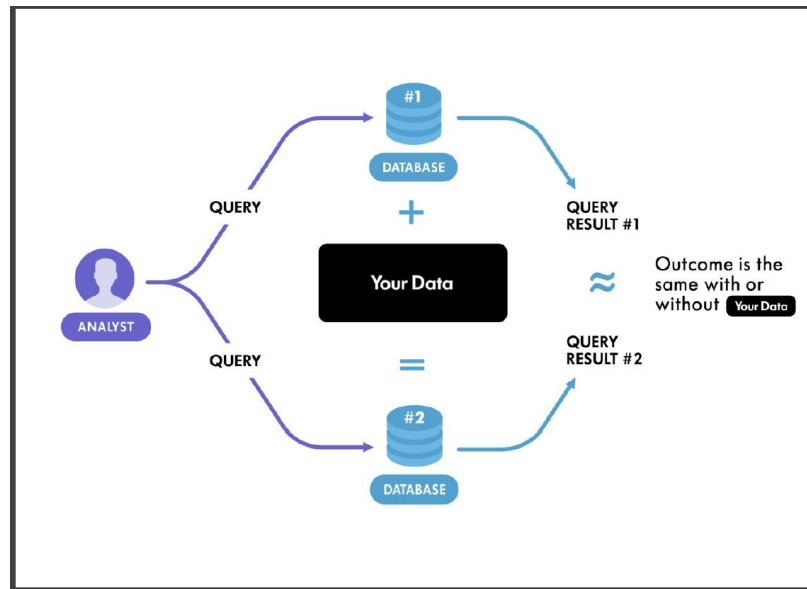 #1
DATABASE
+
QUERY
QUERY
RESULT #1
Your Data
≈
Outcome is the
same with or
without Your Data
ANALYST
QUERY
=
QUERY
RESULT #2
#2
DATABASE